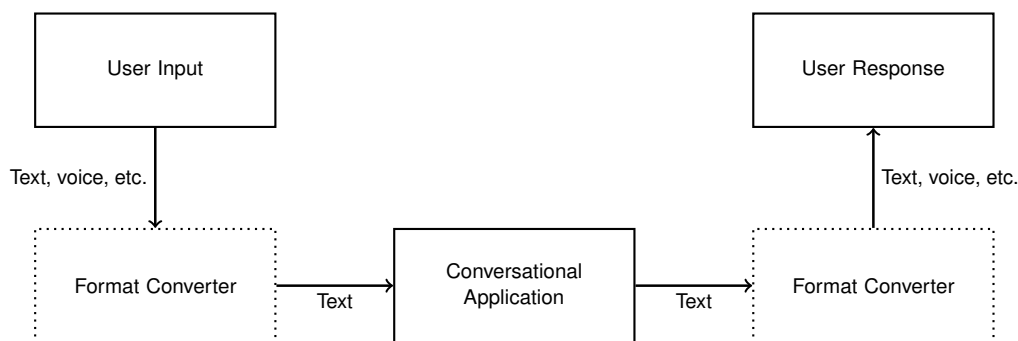 User Input
User Response
Text, voice, etc.
Text, voice, etc.
Format Converter
Text
Conversational
Application
Text
Format Converter